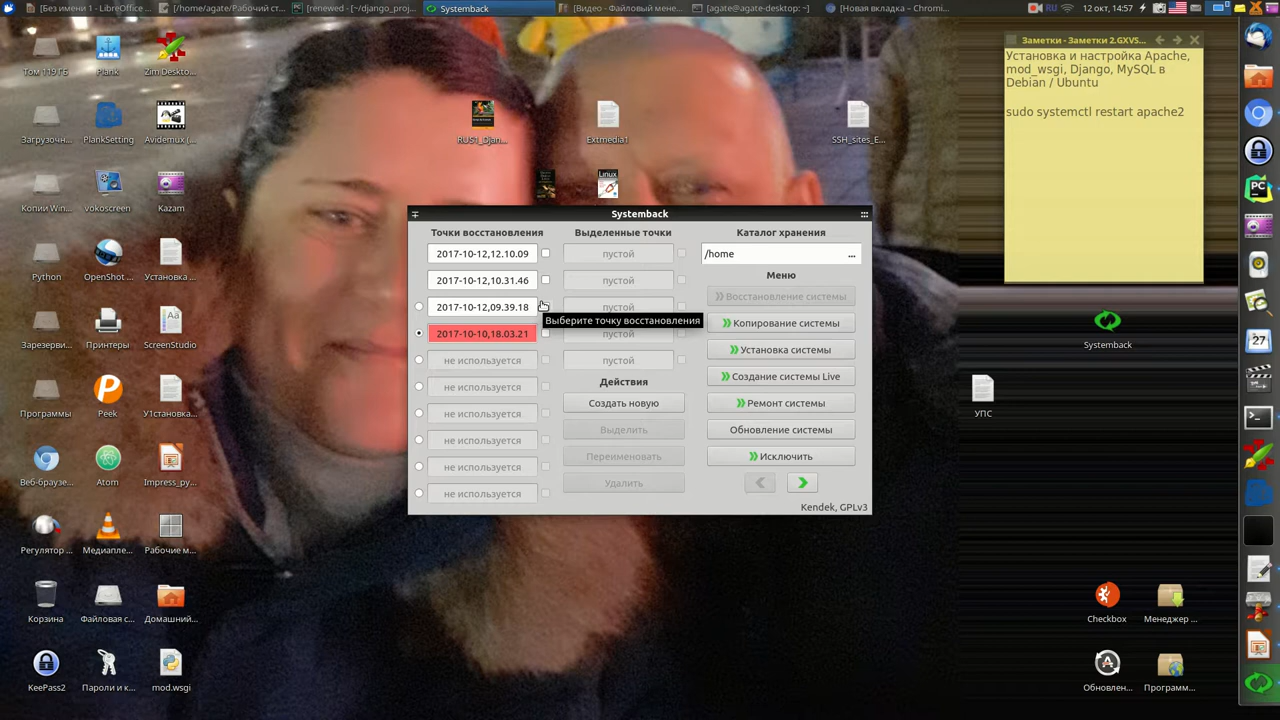 [Без имени 1 - LibreOffice ...
[/home/agate/Рабочий ст...
[renewed - [~/django_proj...
Systemback
[Видео - Файловый мене...
[agate@agate-desktop: ~]
[Новая вкладка – Chromi...
RU
12 окт, 14:57
Том 119 ГБ
Plank
Zim Deskto...
Загрузочн...
PlankSetting
Avidemux (...
Копии Win...
vokoscreen
Kazam
Python
OpenShot ...
Установка ...
Зарезерви...
Принтеры
ScreenStudio
Программы
Peek
У1становка...
Веб-браузе...
Atom
Impress_py...
Регулятор ...
Медиапле...
Рабочие м...
Корзина
Файловая с...
Домашний...
KeePass2
Пароли и к...
mod.wsgi
RUS1_Djan...
Extmedia1
SSH_sites_E...
Linux
Заметки - Заметки 2.GXVS...
Установка и настройка Apache,
mod_wsgi, Django, MySQL в
Debian / Ubuntu
sudo systemctl restart apache2
Systemback
УПС
Checkbox
Менеджер ...
Обновлен...
Программ...
PC
27
Systemback
Точки восстановления
2017-10-12,12.10.09
2017-10-12,10.31.46
2017-10-12,09.39.18
2017-10-10,18.03.21
не используется
не используется
не используется
не используется
не используется
не используется
Выделенные точки
пустой
пустой
пустой
Выберите точку восстановления
пустой
пустой
Действия
Создать новую
Выделить
Переименовать
Удалить
Каталог хранения
/home
...
Меню
Восстановление системы
Копирование системы
Установка системы
Создание системы Live
Ремонт системы
Обновление системы
Исключить
Kendek, GPLv3